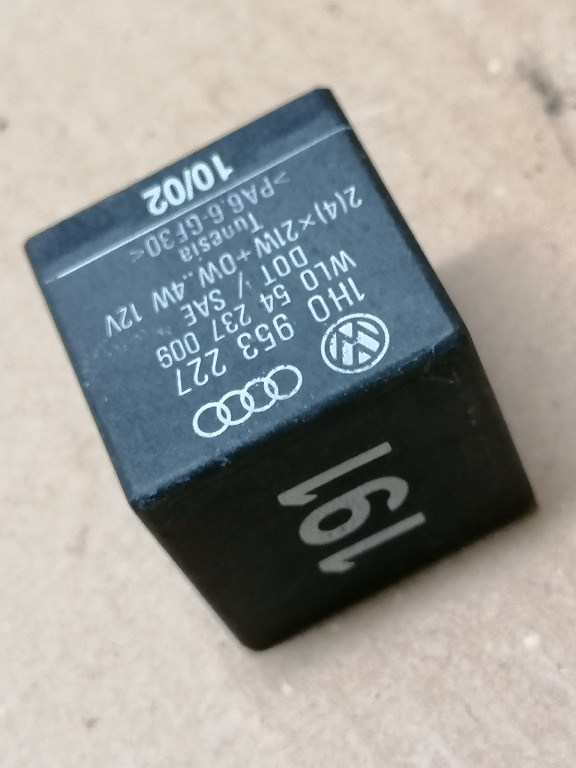 191
1H0 953 227
WL0 54 237 009
DOT / SAE
2(4)×21W+0W..4W 12V
Tunesia
>PA6.6-GF30<
10/02